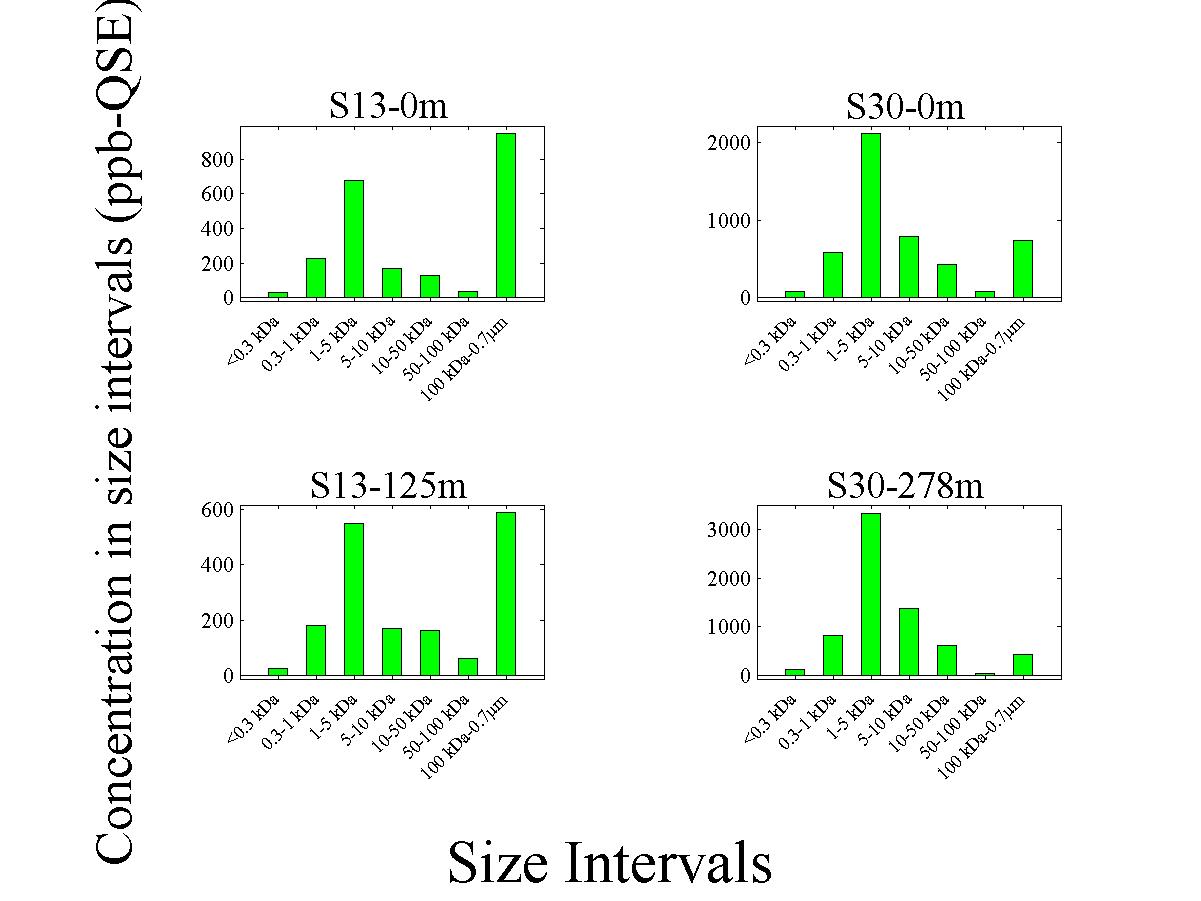 Concentration in size intervals (ppb-QSE)
S13-0m
800
600
400
200
0
<0.3 kDa
0.3-1 kDa
1-5 kDa
5-10 kDa
10-50 kDa
50-100 kDa
100 kDa-0.7μm
S30-0m
2000
1000
0
<0.3 kDa
0.3-1 kDa
1-5 kDa
5-10 kDa
10-50 kDa
50-100 kDa
100 kDa-0.7μm
S13-125m
600
400
200
0
<0.3 kDa
0.3-1 kDa
1-5 kDa
5-10 kDa
10-50 kDa
50-100 kDa
100 kDa-0.7μm
S30-278m
3000
2000
1000
0
<0.3 kDa
0.3-1 kDa
1-5 kDa
5-10 kDa
10-50 kDa
50-100 kDa
100 kDa-0.7μm
Size Intervals